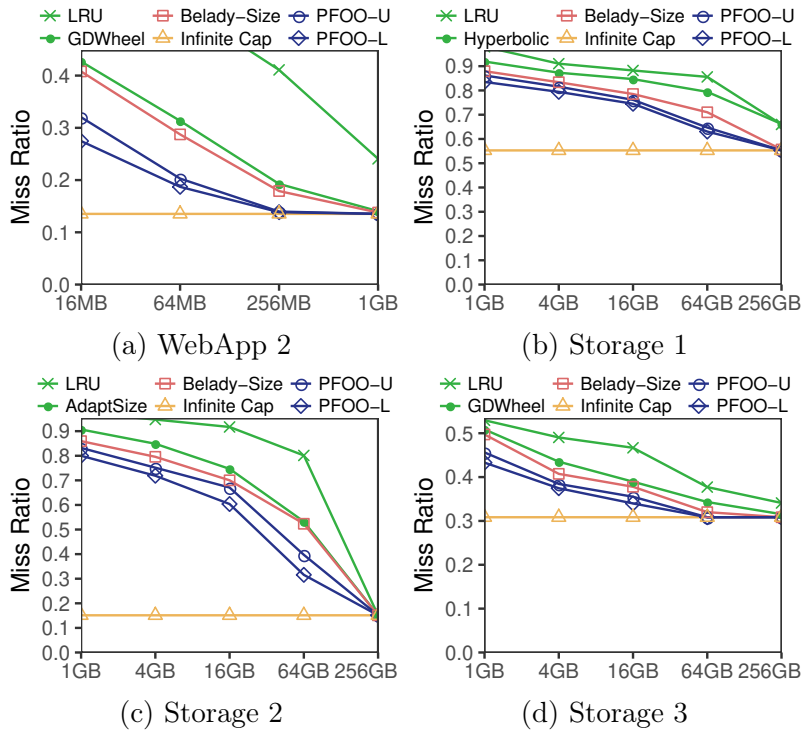 LRU Belady−Size PFOO−U
GDWheel Infinite Cap PFOO−L
Miss Ratio
0.4
0.3
0.2
0.1
0.0
16MB 64MB 256MB 1GB
(a) WebApp 2
LRU Belady−Size PFOO−U
Hyperbolic Infinite Cap PFOO−L
Miss Ratio
0.9
0.8
0.7
0.6
0.5
0.4
0.3
0.2
0.1
0.0
1GB 4GB 16GB 64GB 256GB
(b) Storage 1
LRU Belady−Size PFOO−U
AdaptSize Infinite Cap PFOO−L
Miss Ratio
0.9
0.8
0.7
0.6
0.5
0.4
0.3
0.2
0.1
0.0
1GB 4GB 16GB 64GB 256GB
(c) Storage 2
LRU Belady−Size PFOO−U
GDWheel Infinite Cap PFOO−L
Miss Ratio
0.5
0.4
0.3
0.2
0.1
0.0
1GB 4GB 16GB 64GB 256GB
(d) Storage 3